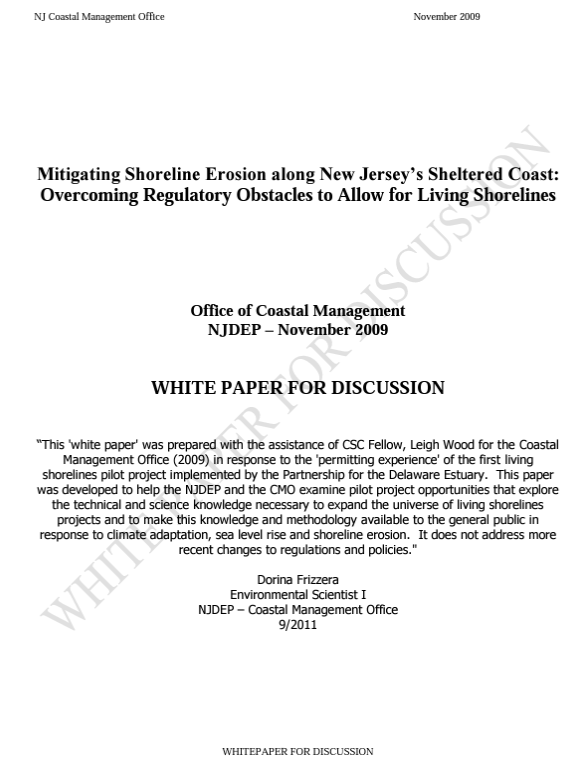 NJ Coastal Management Office November 2009
Mitigating Shoreline Erosion along New Jersey's Sheltered Coast:
Overcoming Regulatory Obstacles to Allow for Living Shorelines
Office of Coastal Management
NJDEP – November 2009
WHITE PAPER FOR DISCUSSION
"This 'white paper' was prepared with the assistance of CSC Fellow, Leigh Wood for the Coastal
Management Office (2009) in response to the 'permitting experience' of the first living
shorelines pilot project implemented by the Partnership for the Delaware Estuary.  This paper
was developed to help the NJDEP and the CMO examine pilot project opportunities that explore
the technical and science knowledge necessary to expand the universe of living shorelines
projects and to make this knowledge and methodology available to the general public in
response to climate adaptation, sea level rise and shoreline erosion.  It does not address more
recent changes to regulations and policies."
Dorina Frizzera
Environmental Scientist I
NJDEP – Coastal Management Office
9/2011
WHITE PAPER FOR DISCUSSION
WHITEPAPER FOR DISCUSSION